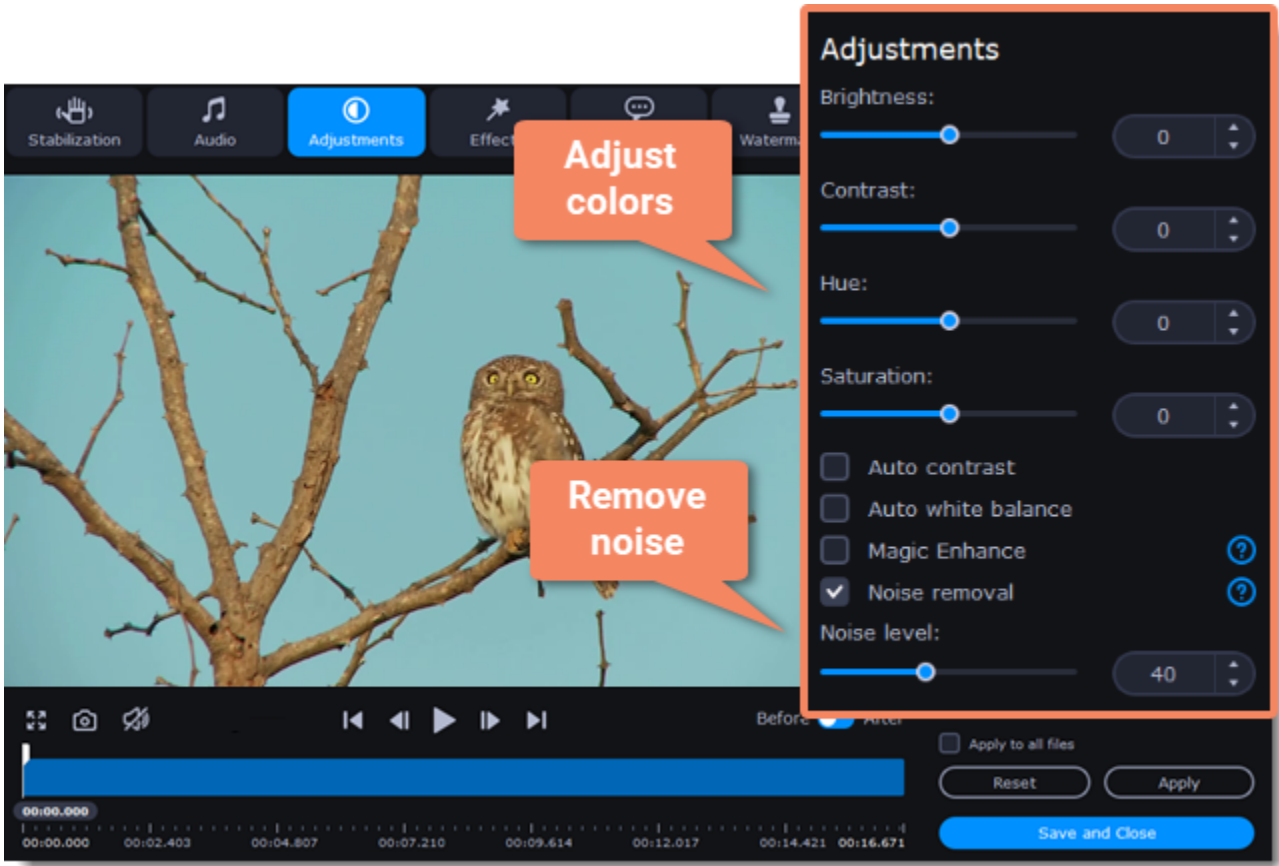 Stabilization
Audio
Adjustments
Effect
Waterma
Adjust
colors
Remove
noise
Adjustments
Brightness:
0
Contrast:
0
Hue:
0
Saturation:
0
Auto contrast
Auto white balance
Magic Enhance ?
Noise removal ?
Noise level:
40
Before After
Apply to all files
Reset Apply
Save and Close
00:00.000
00:00.000 00:02.403 00:04.807 00:07.210 00:09.614 00:12.017 00:14.421 00:16.671